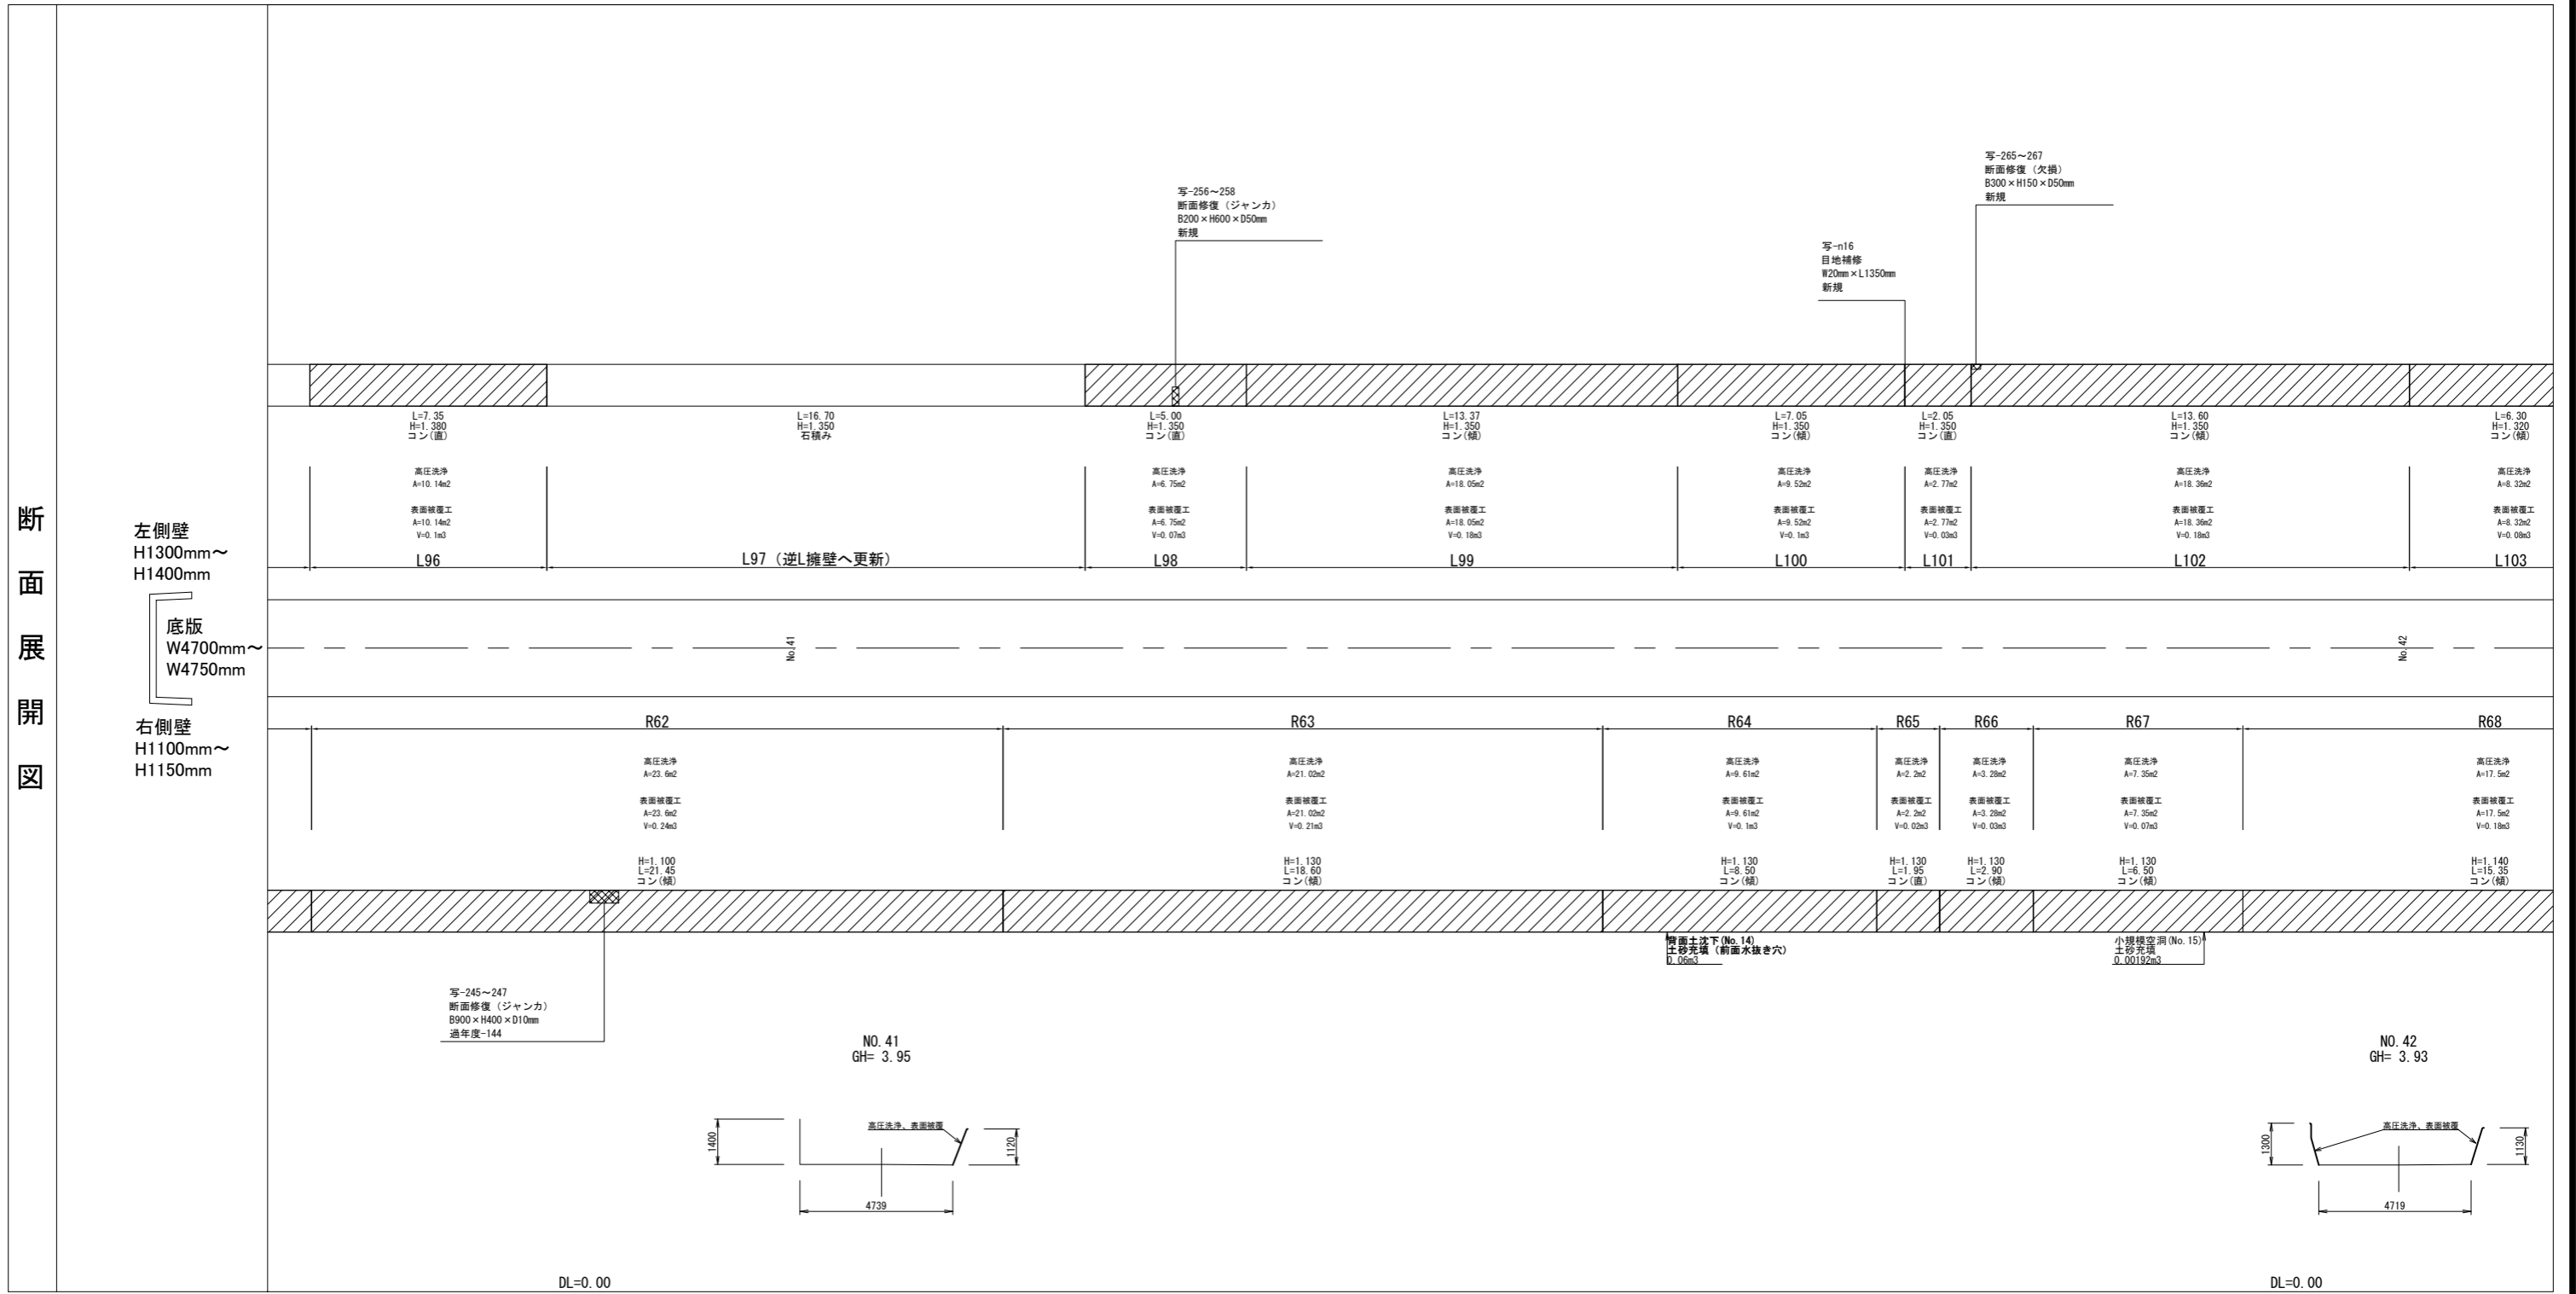 断面展開図
左側壁
H1300mm～
H1400mm
底版
W4700mm～
W4750mm
右側壁
H1100mm～
H1150mm
写-256～258
断面修復（ジャンカ）
B200×H600×D50mm
新規
写-n16
目地補修
W20mm×L1350mm
新規
写-265～267
断面修復（欠損）
B300×H150×D50mm
新規
L=7.35
H=1.380
コン(直)
高圧洗浄
A=10.14m2
表面被覆工
A=10.14m2
V=0.1m3
L96
L=16.70
H=1.350
石積み
L97（逆L擁壁へ更新）
L=5.00
H=1.350
コン(直)
高圧洗浄
A=6.75m2
表面被覆工
A=6.75m2
V=0.07m3
L98
L=13.37
H=1.350
コン(傾)
高圧洗浄
A=18.05m2
表面被覆工
A=18.05m2
V=0.18m3
L99
L=7.05
H=1.350
コン(傾)
高圧洗浄
A=9.52m2
表面被覆工
A=9.52m2
V=0.1m3
L100
L=2.05
H=1.350
コン(直)
高圧洗浄
A=2.77m2
表面被覆工
A=2.77m2
V=0.03m3
L101
L=13.60
H=1.350
コン(傾)
高圧洗浄
A=18.36m2
表面被覆工
A=18.36m2
V=0.18m3
L102
L=6.30
H=1.320
コン(傾)
高圧洗浄
A=8.32m2
表面被覆工
A=8.32m2
V=0.08m3
L103
No.41
No.42
R62
高圧洗浄
A=23.6m2
表面被覆工
A=23.6m2
V=0.24m3
H=1.100
L=21.45
コン(傾)
R63
高圧洗浄
A=21.02m2
表面被覆工
A=21.02m2
V=0.21m3
H=1.130
L=18.60
コン(傾)
R64
高圧洗浄
A=9.61m2
表面被覆工
A=9.61m2
V=0.1m3
H=1.130
L=8.50
コン(傾)
R65
高圧洗浄
A=2.2m2
表面被覆工
A=2.2m2
V=0.02m3
H=1.130
L=1.95
コン(直)
R66
高圧洗浄
A=3.28m2
表面被覆工
A=3.28m2
V=0.03m3
H=1.130
L=2.90
コン(傾)
R67
高圧洗浄
A=7.35m2
表面被覆工
A=7.35m2
V=0.07m3
H=1.130
L=6.50
コン(傾)
R68
高圧洗浄
A=17.5m2
表面被覆工
A=17.5m2
V=0.18m3
H=1.140
L=15.35
コン(傾)
背面土沈下(No.14)
土砂充填（前面水抜き穴）
0.06m3
小規模空洞(No.15)
土砂充填
0.00192m3
写-245～247
断面修復（ジャンカ）
B900×H400×D10mm
過年度-144
NO.41
GH= 3.95
1400
高圧洗浄、表面被覆
1120
4739
NO.42
GH= 3.93
1300
高圧洗浄、表面被覆
1130
4719
DL=0.00
DL=0.00